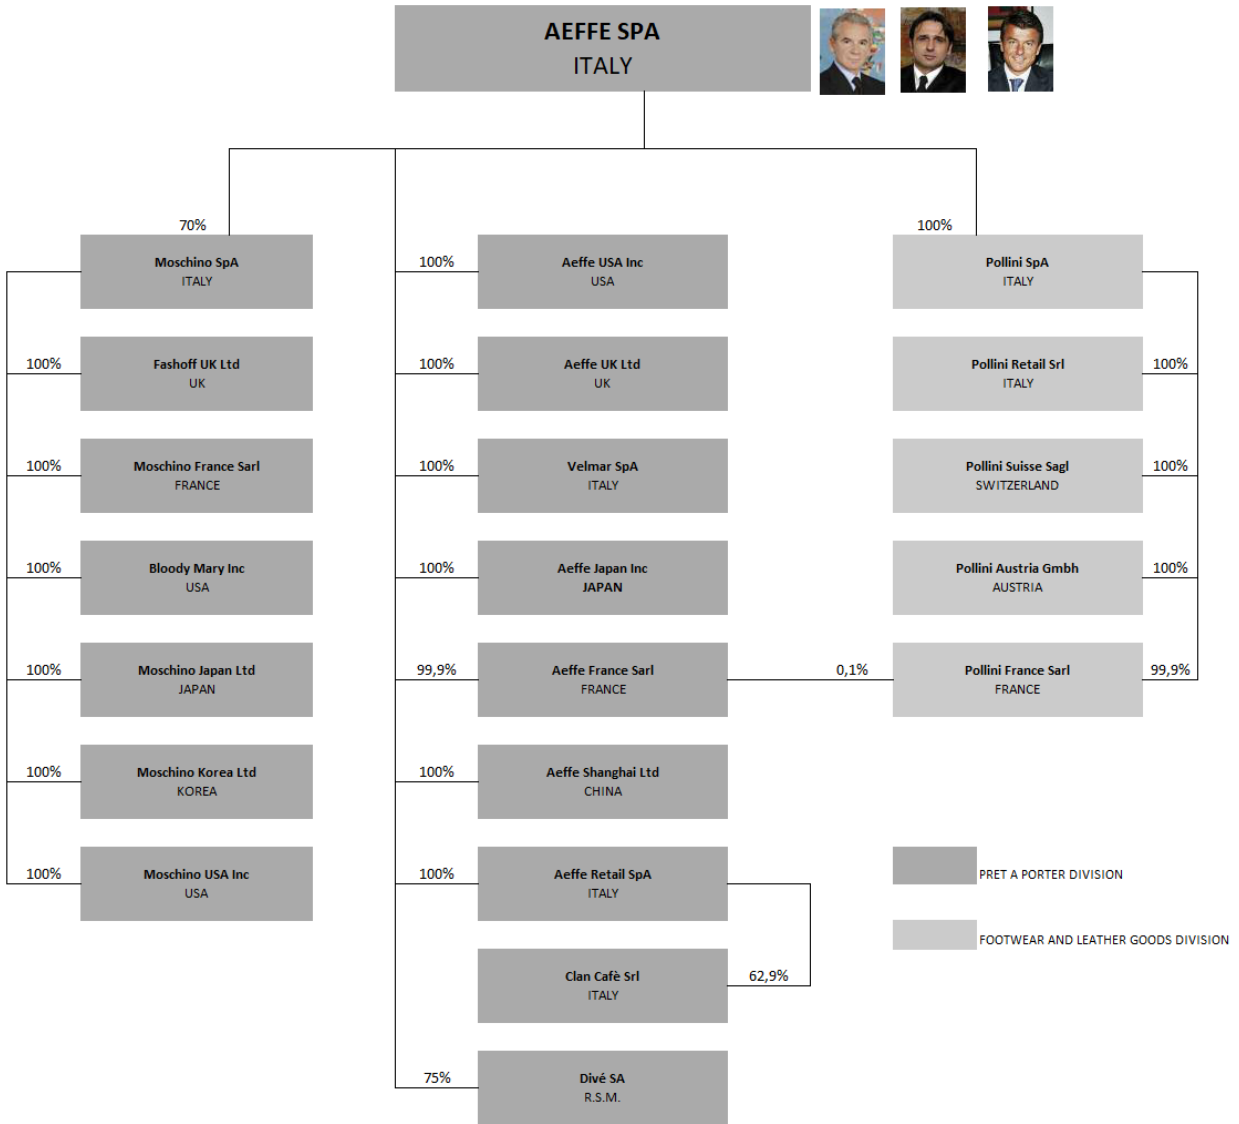 AEFFE SPA
ITALY
70%
Moschino SpA
ITALY
100%
Fashoff UK Ltd
UK
100%
Moschino France Sarl
FRANCE
100%
Bloody Mary Inc
USA
100%
Moschino Japan Ltd
JAPAN
100%
Moschino Korea Ltd
KOREA
100%
Moschino USA Inc
USA
100%
Aeffe USA Inc
USA
100%
Aeffe UK Ltd
UK
100%
Velmar SpA
ITALY
100%
Aeffe Japan Inc
JAPAN
99,9%
Aeffe France Sarl
FRANCE
0,1%
100%
Aeffe Shanghai Ltd
CHINA
100%
Aeffe Retail SpA
ITALY
Clan Cafè Srl
ITALY
62,9%
75%
Divé SA
R.S.M.
100%
Pollini SpA
ITALY
Pollini Retail Srl
ITALY
100%
Pollini Suisse Sagl
SWITZERLAND
100%
Pollini Austria Gmbh
AUSTRIA
100%
Pollini France Sarl
FRANCE
99,9%
PRET A PORTER DIVISION
FOOTWEAR AND LEATHER GOODS DIVISION